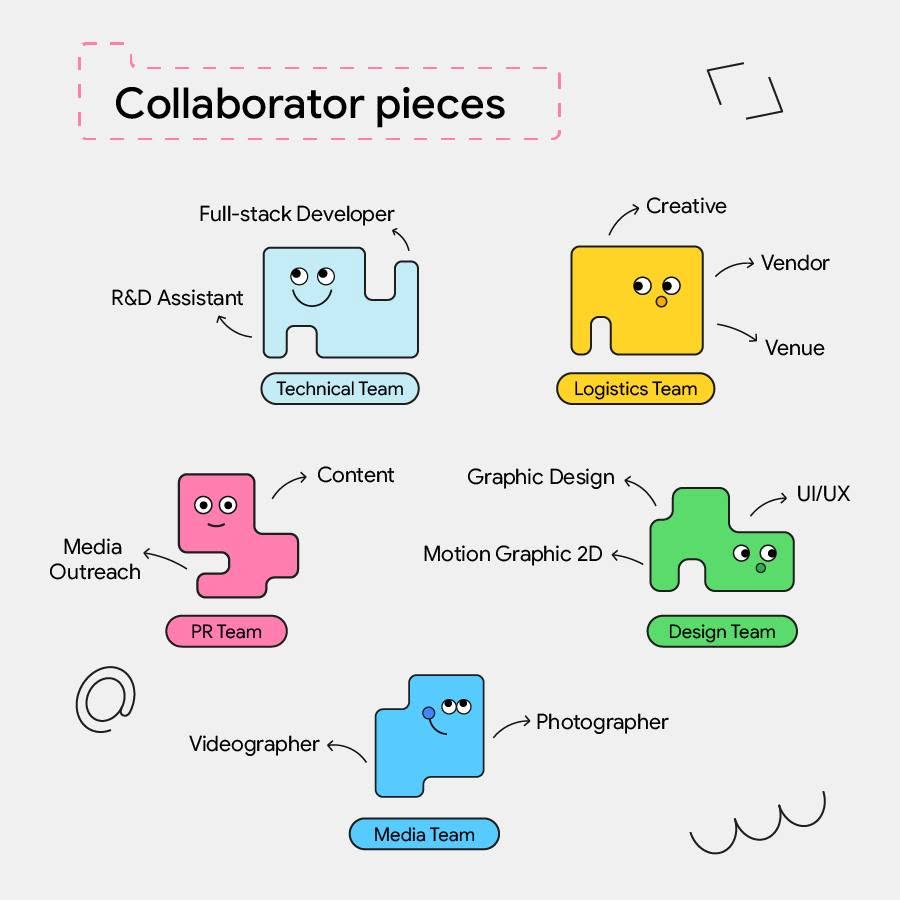 Collaborator pieces
Full-stack Developer
R&D Assistant
Technical Team
Creative
Vendor
Venue
Logistics Team
Content
Media
Outreach
PR Team
Graphic Design
UI/UX
Motion Graphic 2D
Design Team
Videographer
Photographer
Media Team